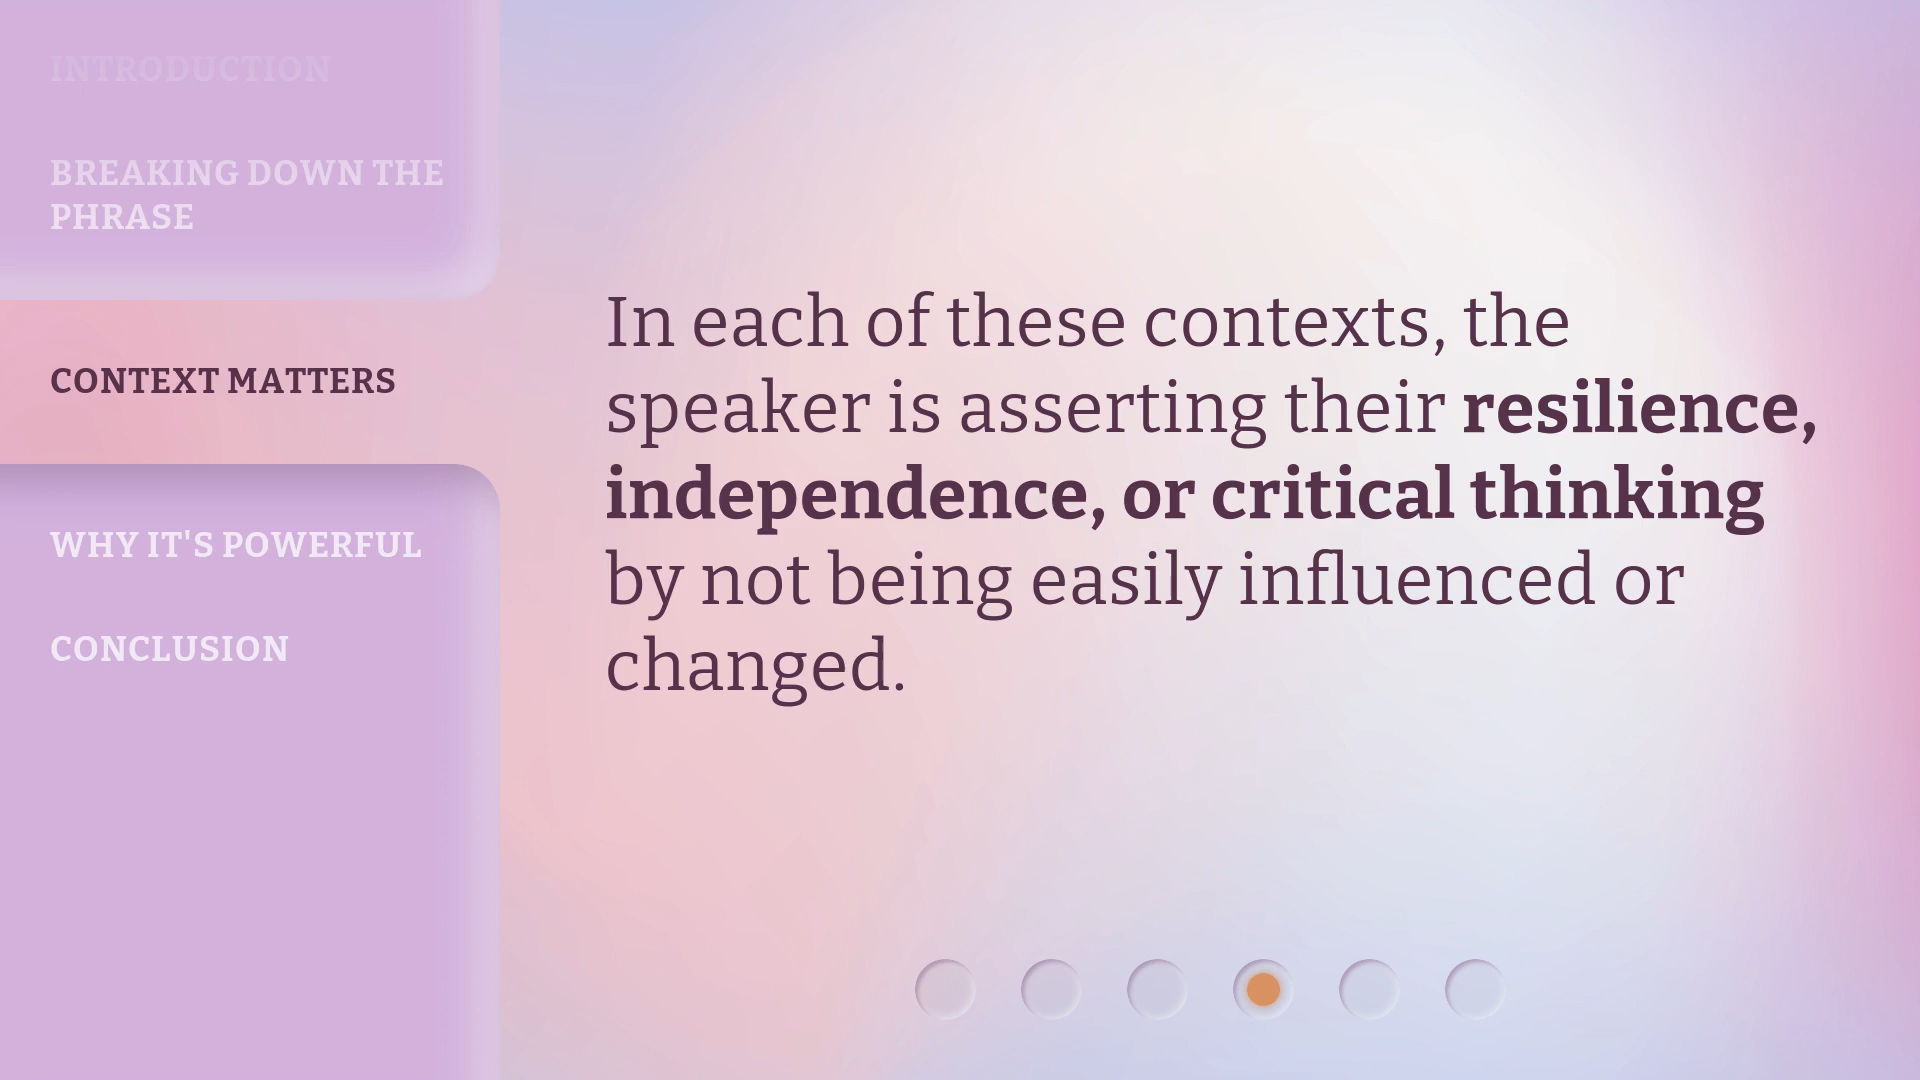 INTRODUCTION
BREAKING DOWN THE
PHRASE
CONTEXT MATTERS
WHY IT'S POWERFUL
CONCLUSION
In each of these contexts, the
speaker is asserting their resilience,
independence, or critical thinking
by not being easily influenced or
changed.